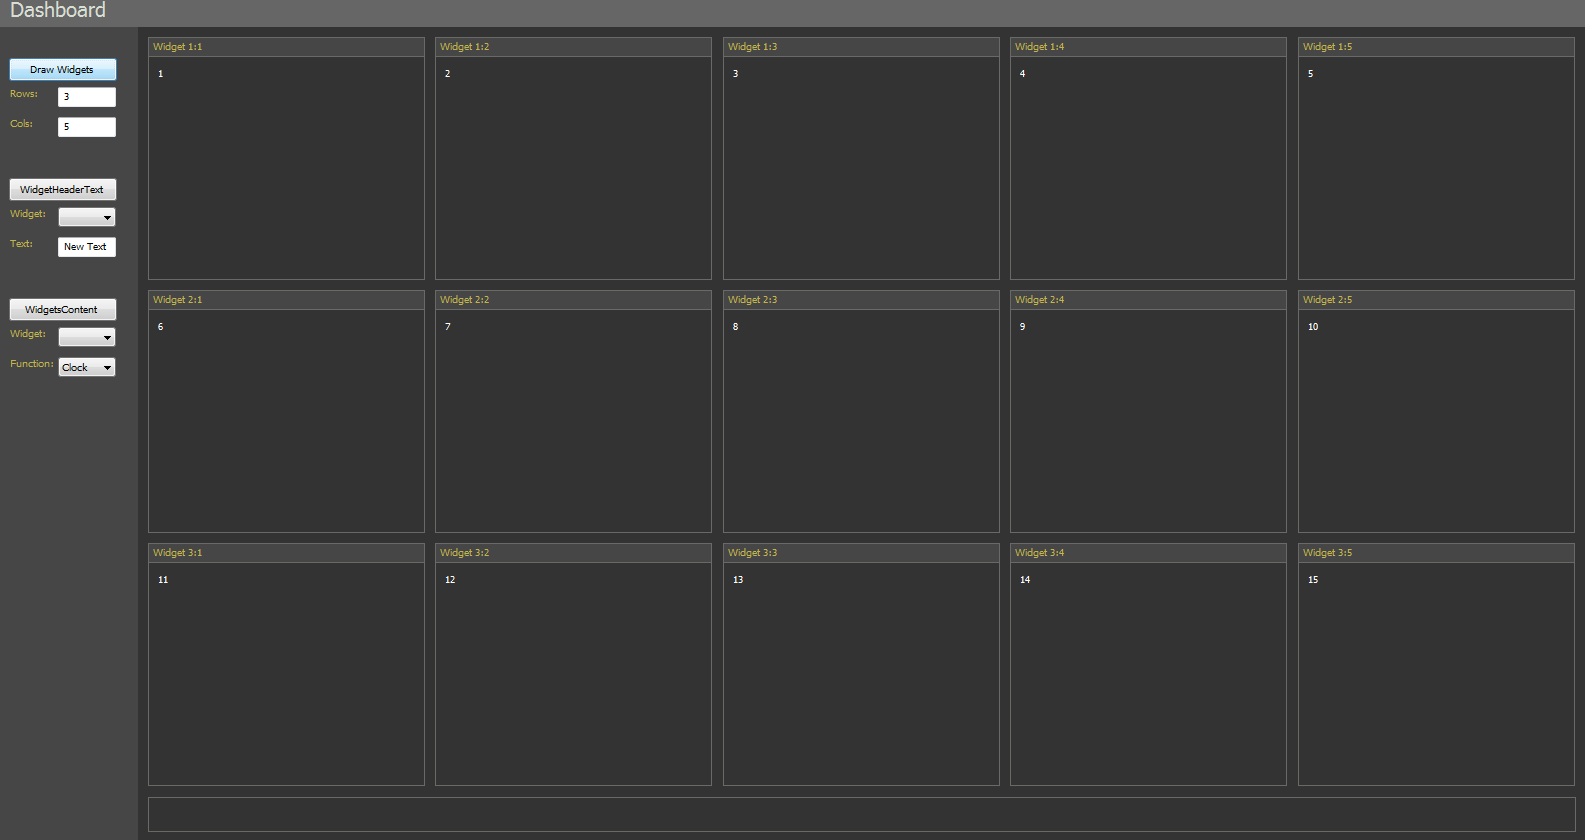 Dashboard
Draw Widgets
Rows: 3
Cols: 5
WidgetHeaderText
Widget:
Text: New Text
WidgetsContent
Widget:
Function: Clock
Widget 1:1 Widget 1:2 Widget 1:3 Widget 1:4 Widget 1:5
1 2 3 4 5
Widget 2:1 Widget 2:2 Widget 2:3 Widget 2:4 Widget 2:5
6 7 8 9 10
Widget 3:1 Widget 3:2 Widget 3:3 Widget 3:4 Widget 3:5
11 12 13 14 15